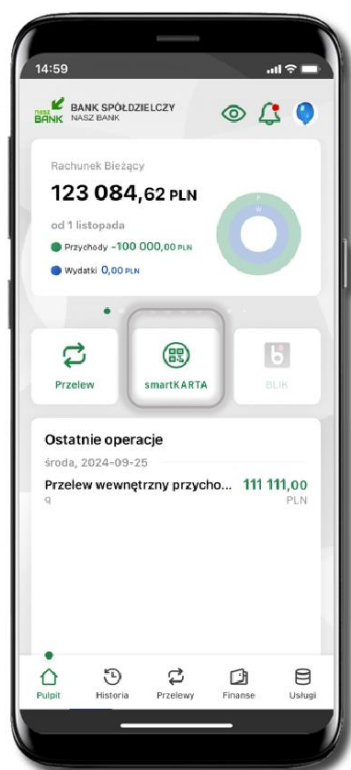 14:59
NASZ BANK
BANK SPÓŁDZIELCZY
NASZ BANK
Rachunek Bieżący
123 084,62 PLN
od 1 listopada
Przychody -100 000,00 PLN
Wydatki 0,00 PLN
Przelew
smartKARTA
BLIK
Ostatnie operacje
środa, 2024-09-25
Przelew wewnętrzny przycho... 111 111,00
q PLN
Pulpit Historia Przelewy Finanse Usługi